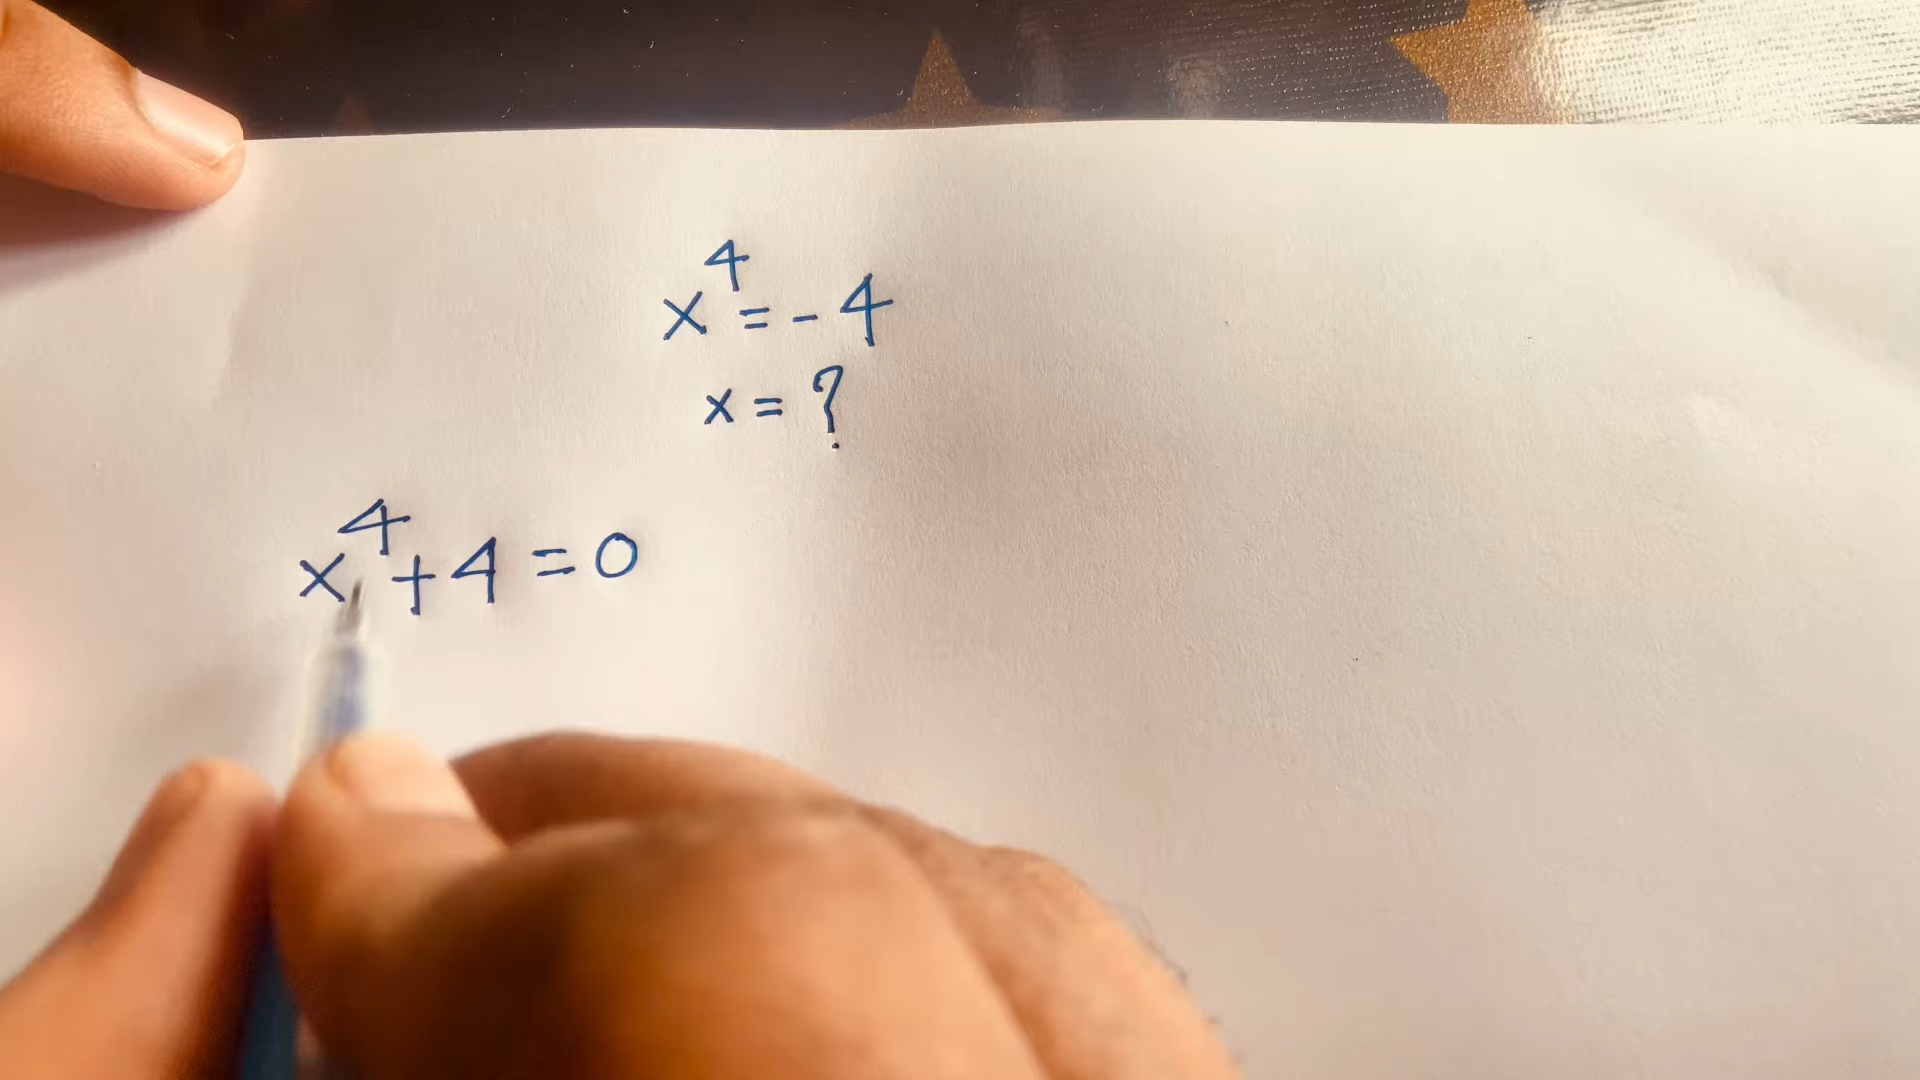 x⁴ = - 4
x = ?
x⁴ + 4 = 0